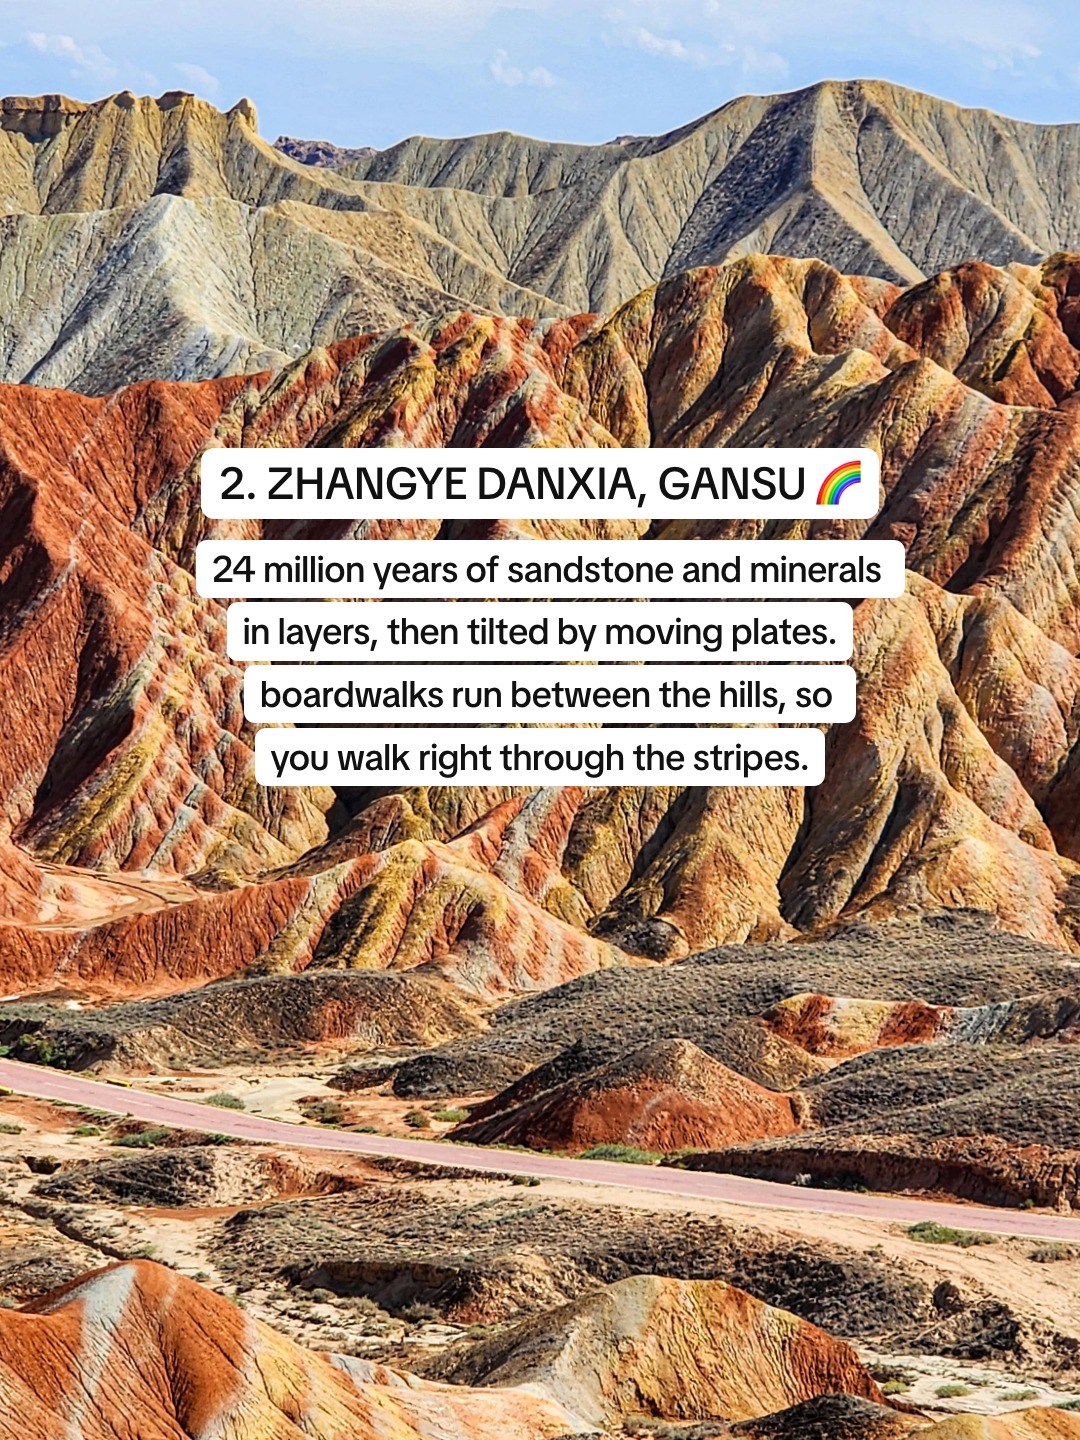 2. ZHANGYE DANXIA, GANSU 🌈
24 million years of sandstone and minerals
in layers, then tilted by moving plates.
boardwalks run between the hills, so
you walk right through the stripes.